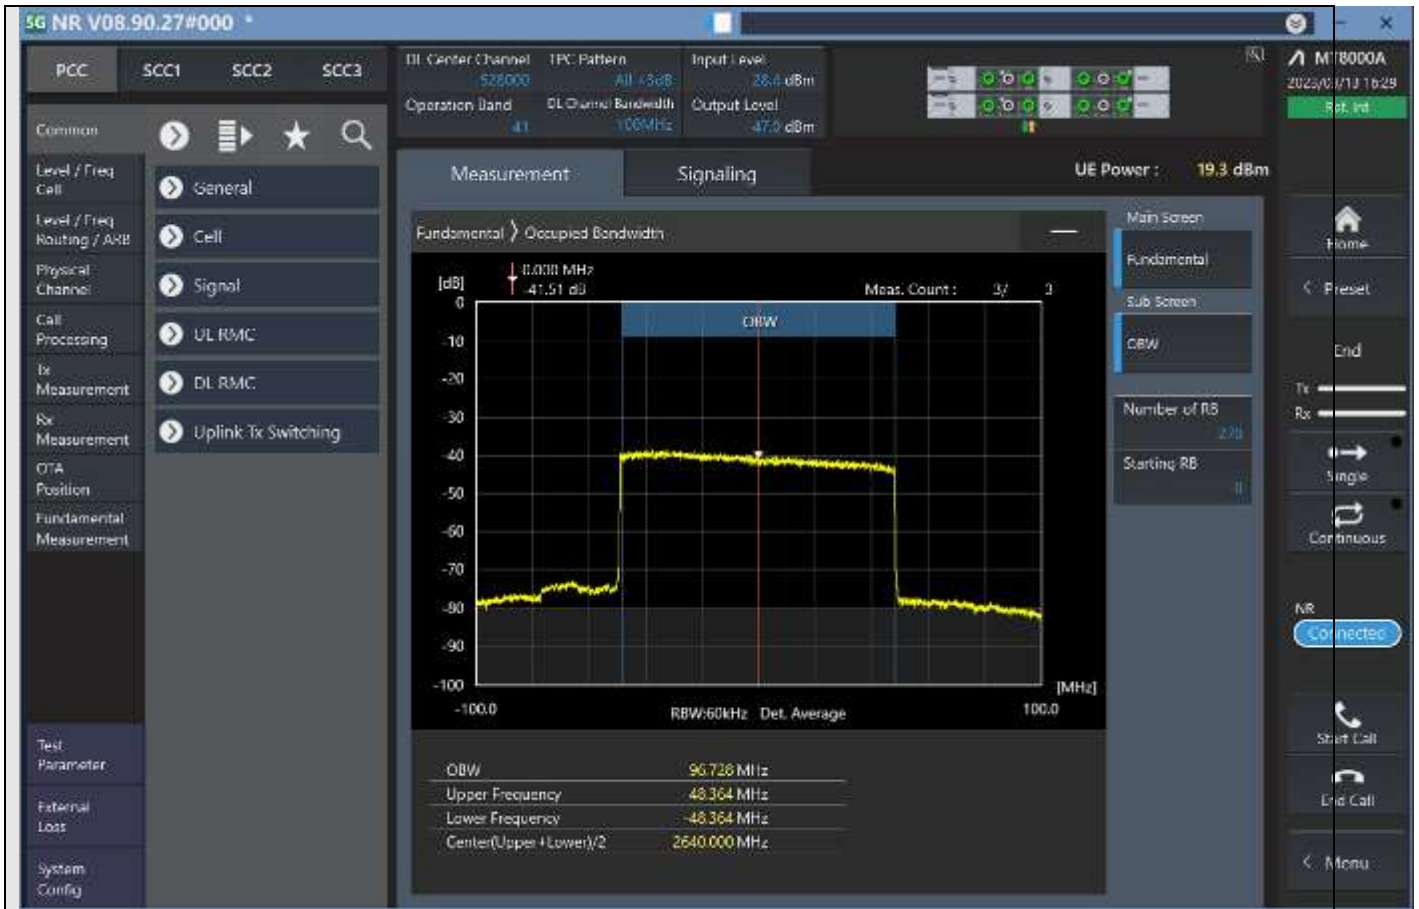 5G NR V08.90.27#000 *
PCC SCC1 SCC2 SCC3
DL Center Channel 528000
TPC Pattern All +3dB
Input Level 28.4 dBm
Operation Band 41
DL Channel Bandwidth 100MHz
Output Level 47.0 dBm
MT8000A
16:29
Ref. Int
Common
Level / Freq
Cell
Level / Freq
Routing / ARB
Physical
Channel
Call
Processing
Tx
Measurement
Rx
Measurement
OTA
Position
Fundamental
Measurement
Test
Parameter
External
Loss
System
Config
General
Cell
Signal
UL RMC
DL RMC
Uplink Tx Switching
Measurement Signaling
UE Power : 19.3 dBm
Fundamental Occupied Bandwidth
[dB]
0.000 MHz
-41.51 dB
Meas. Count : 3/ 3
OBW
0
-10
-20
-30
-40
-50
-60
-70
-80
-90
-100
[MHz]
-100.0 RBW:60kHz Det. Average 100.0
OBW 96.728 MHz
Upper Frequency 48.364 MHz
Lower Frequency -48.364 MHz
Center(Upper+Lower)/2 2640.000 MHz
Main Screen
Fundamental
Sub Screen
OBW
Number of RB
270
Starting RB
0
Home
< Preset
End
Tx
Rx
Single
Continuous
NR
Connected
Start Call
End Call
< Menu